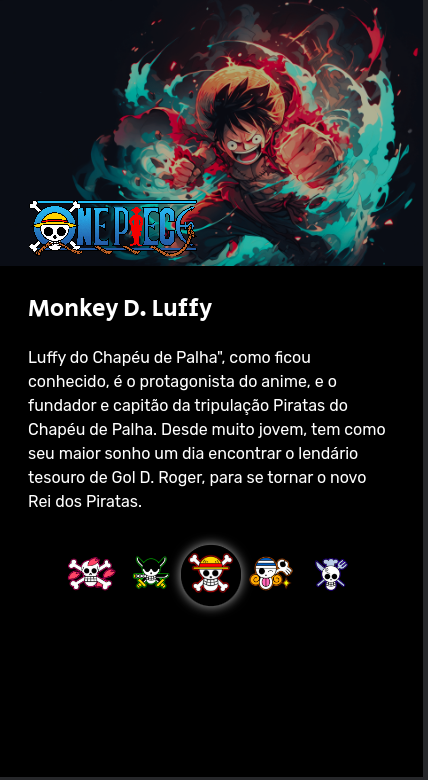 ONE PIECE
Monkey D. Luffy
Luffy do Chapéu de Palha", como ficou
conhecido, é o protagonista do anime, e o
fundador e capitão da tripulação Piratas do
Chapéu de Palha. Desde muito jovem, tem como
seu maior sonho um dia encontrar o lendário
tesouro de Gol D. Roger, para se tornar o novo
Rei dos Piratas.